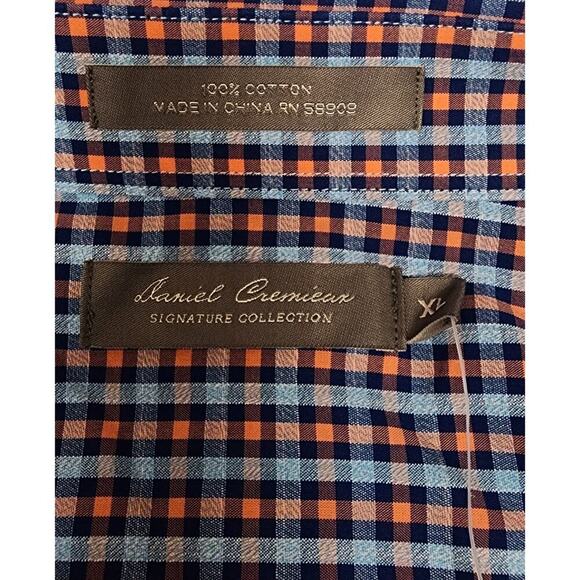 100% COTTON
MADE IN CHINA RN 58909
Daniel Cremieux
SIGNATURE COLLECTION
XL